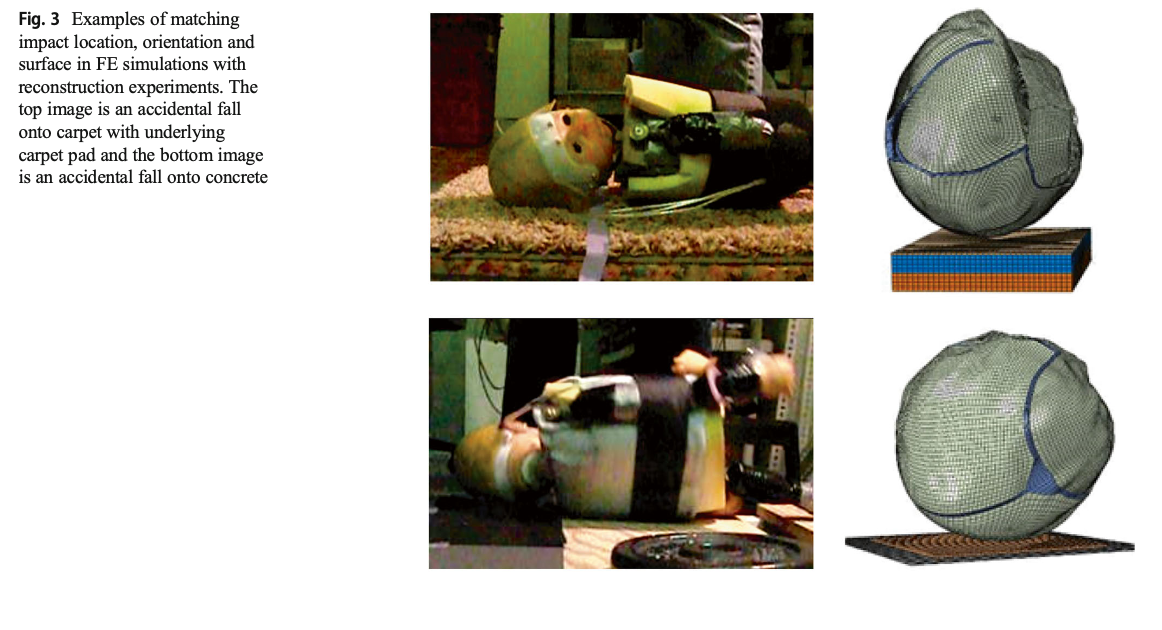 Fig. 3 Examples of matching
impact location, orientation and
surface in FE simulations with
reconstruction experiments. The
top image is an accidental fall
onto carpet with underlying
carpet pad and the bottom image
is an accidental fall onto concrete